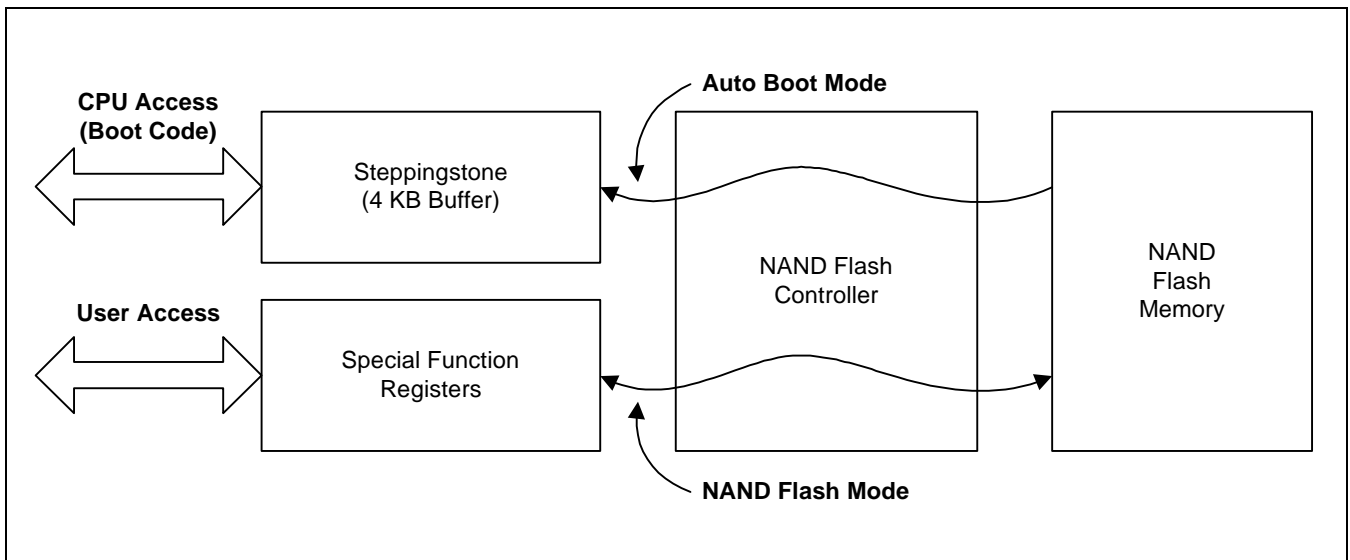 Auto Boot Mode
CPU Access
(Boot Code)
Steppingstone
(4 KB Buffer)
NAND Flash
Controller
NAND
Flash
Memory
User Access
Special Function
Registers
NAND Flash Mode